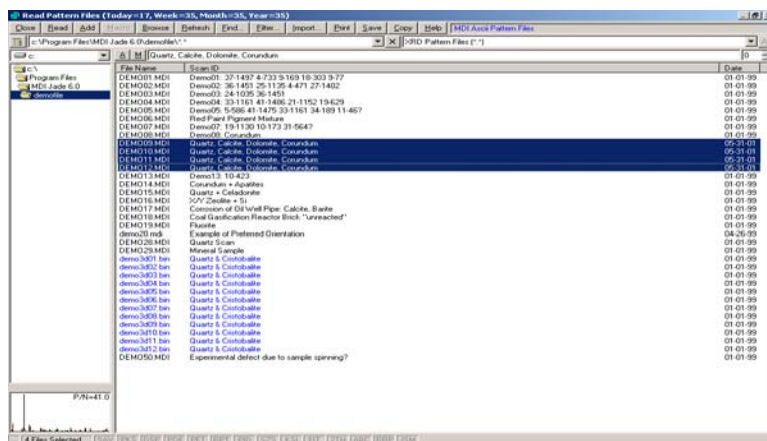 Read Pattern Files (Today=17, Week=35, Month=35, Year=35)
Close Read Add Browse Refresh Find... Filter... Import... Print Save Copy Help MDI Ascii Pattern Files
c:\Program Files\MDI Jade 6.0\demofile\*.* XRD Pattern Files [*.*]
c: A M Quartz, Calcite, Dolomite, Corundum 0
File Name Scan ID Date
c:\
Program Files
MDI Jade 6.0
demofile
DEMO01.MDI Demo01: 37-1497 4-733 9-169 18-303 9-77 01-01-99
DEMO02.MDI Demo02: 36-1451 25-1135 4-471 27-1402 01-01-99
DEMO03.MDI Demo03: 24-1035 36-1451 01-01-99
DEMO04.MDI Demo04: 33-1161 41-1486 21-1152 19-629 01-01-99
DEMO05.MDI Demo05: 5-586 41-1475 33-1161 34-189 11-46? 01-01-99
DEMO06.MDI Red Paint Pigment Mixture 01-01-99
DEMO07.MDI Demo07: 19-1130 10-173 31-564? 01-01-99
DEMO08.MDI Demo08: Corundum 01-01-99
DEMO09.MDI Quartz, Calcite, Dolomite, Corundum 05-31-01
DEMO10.MDI Quartz, Calcite, Dolomite, Corundum 05-31-01
DEMO11.MDI Quartz, Calcite, Dolomite, Corundum 05-31-01
DEMO12.MDI Quartz, Calcite, Dolomite, Corundum 05-31-01
DEMO13.MDI Demo13: 10-423 01-01-99
DEMO14.MDI Corundum + Apatites 01-01-99
DEMO15.MDI Quartz + Celadonite 01-01-99
DEMO16.MDI X/Y Zeolite + Si 01-01-99
DEMO17.MDI Corrosion of Oil Well Pipe: Calcite, Barite 01-01-99
DEMO18.MDI Coal Gasification Reactor Brick "unreacted" 01-01-99
DEMO19.MDI Fluorite 01-01-99
demo20.mdi Example of Preferred Orientation 04-26-99
DEMO28.MDI Quartz Scan 01-01-99
DEMO29.MDI Mineral Sample 01-01-99
demo3d01.bin Quartz & Cristobalite 01-01-99
demo3d02.bin Quartz & Cristobalite 01-01-99
demo3d03.bin Quartz & Cristobalite 01-01-99
demo3d04.bin Quartz & Cristobalite 01-01-99
demo3d05.bin Quartz & Cristobalite 01-01-99
demo3d06.bin Quartz & Cristobalite 01-01-99
demo3d07.bin Quartz & Cristobalite 01-01-99
demo3d08.bin Quartz & Cristobalite 01-01-99
demo3d09.bin Quartz & Cristobalite 01-01-99
demo3d10.bin Quartz & Cristobalite 01-01-99
demo3d11.bin Quartz & Cristobalite 01-01-99
demo3d12.bin Quartz & Cristobalite 01-01-99
DEMO50.MDI Experimental defect due to sample spinning? 01-01-99
P/N=41.0
4 Files Selected